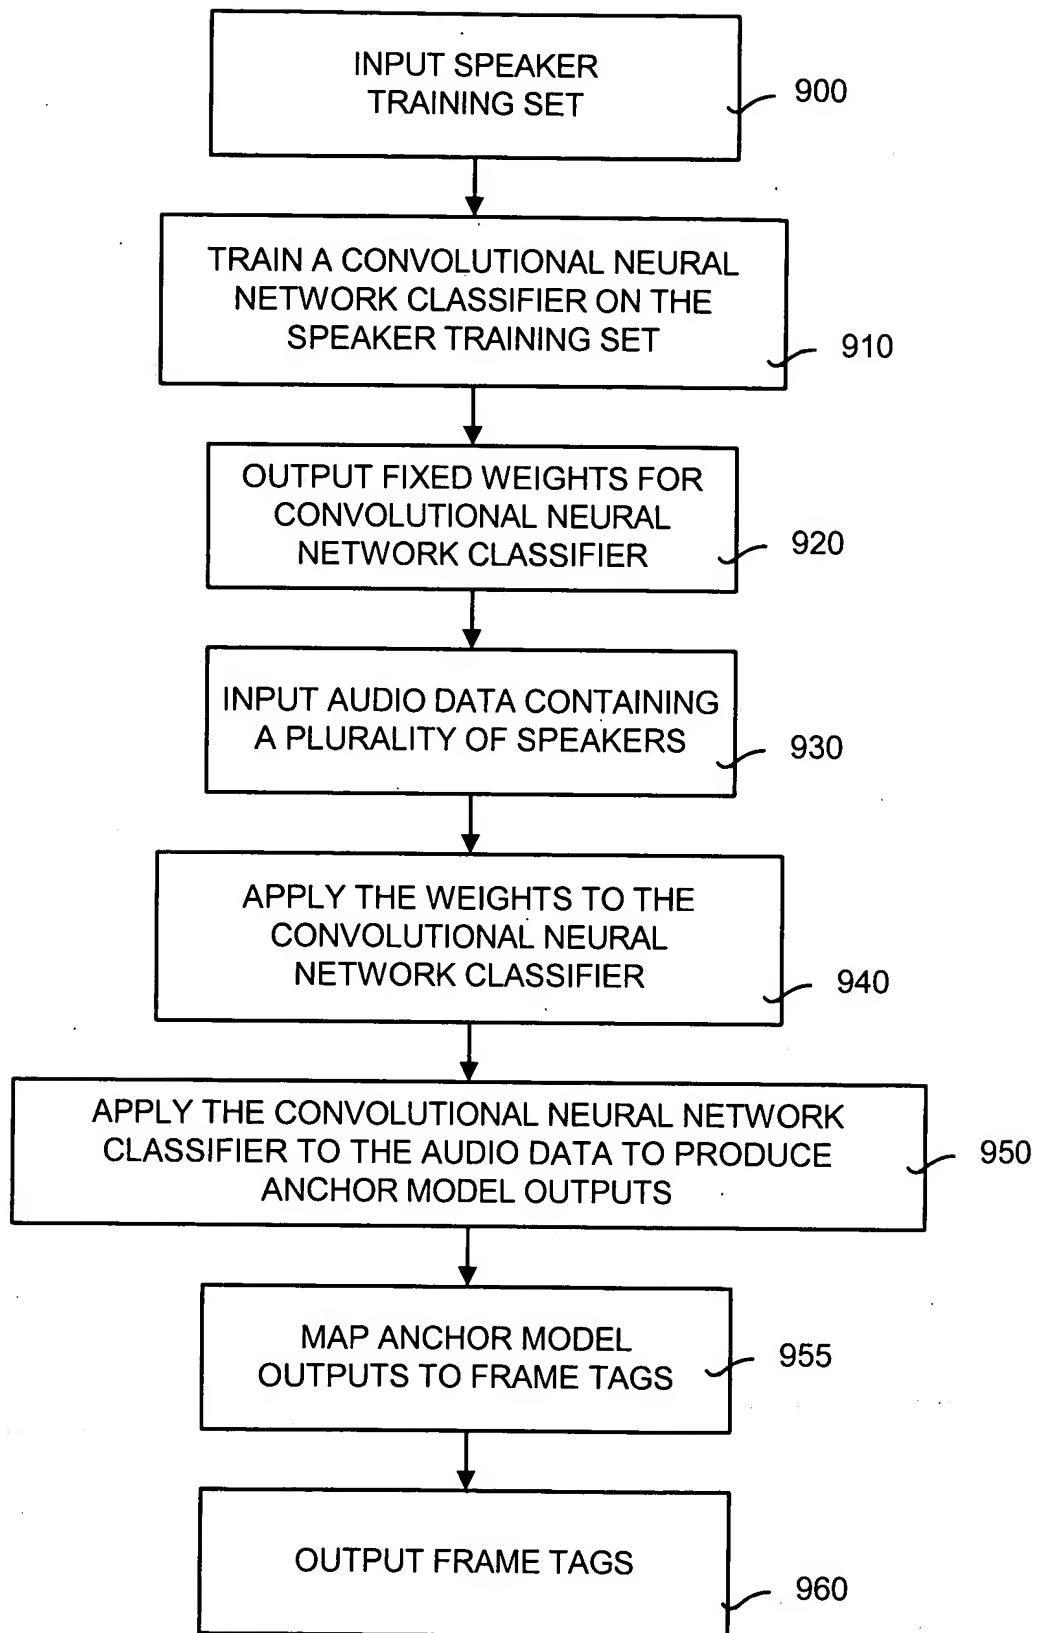 INPUT SPEAKER
TRAINING SET
900
TRAIN A CONVOLUTIONAL NEURAL
NETWORK CLASSIFIER ON THE
SPEAKER TRAINING SET
910
OUTPUT FIXED WEIGHTS FOR
CONVOLUTIONAL NEURAL
NETWORK CLASSIFIER
920
INPUT AUDIO DATA CONTAINING
A PLURALITY OF SPEAKERS
930
APPLY THE WEIGHTS TO THE
CONVOLUTIONAL NEURAL
NETWORK CLASSIFIER
940
APPLY THE CONVOLUTIONAL NEURAL NETWORK
CLASSIFIER TO THE AUDIO DATA TO PRODUCE
ANCHOR MODEL OUTPUTS
950
MAP ANCHOR MODEL
OUTPUTS TO FRAME TAGS
955
OUTPUT FRAME TAGS
960